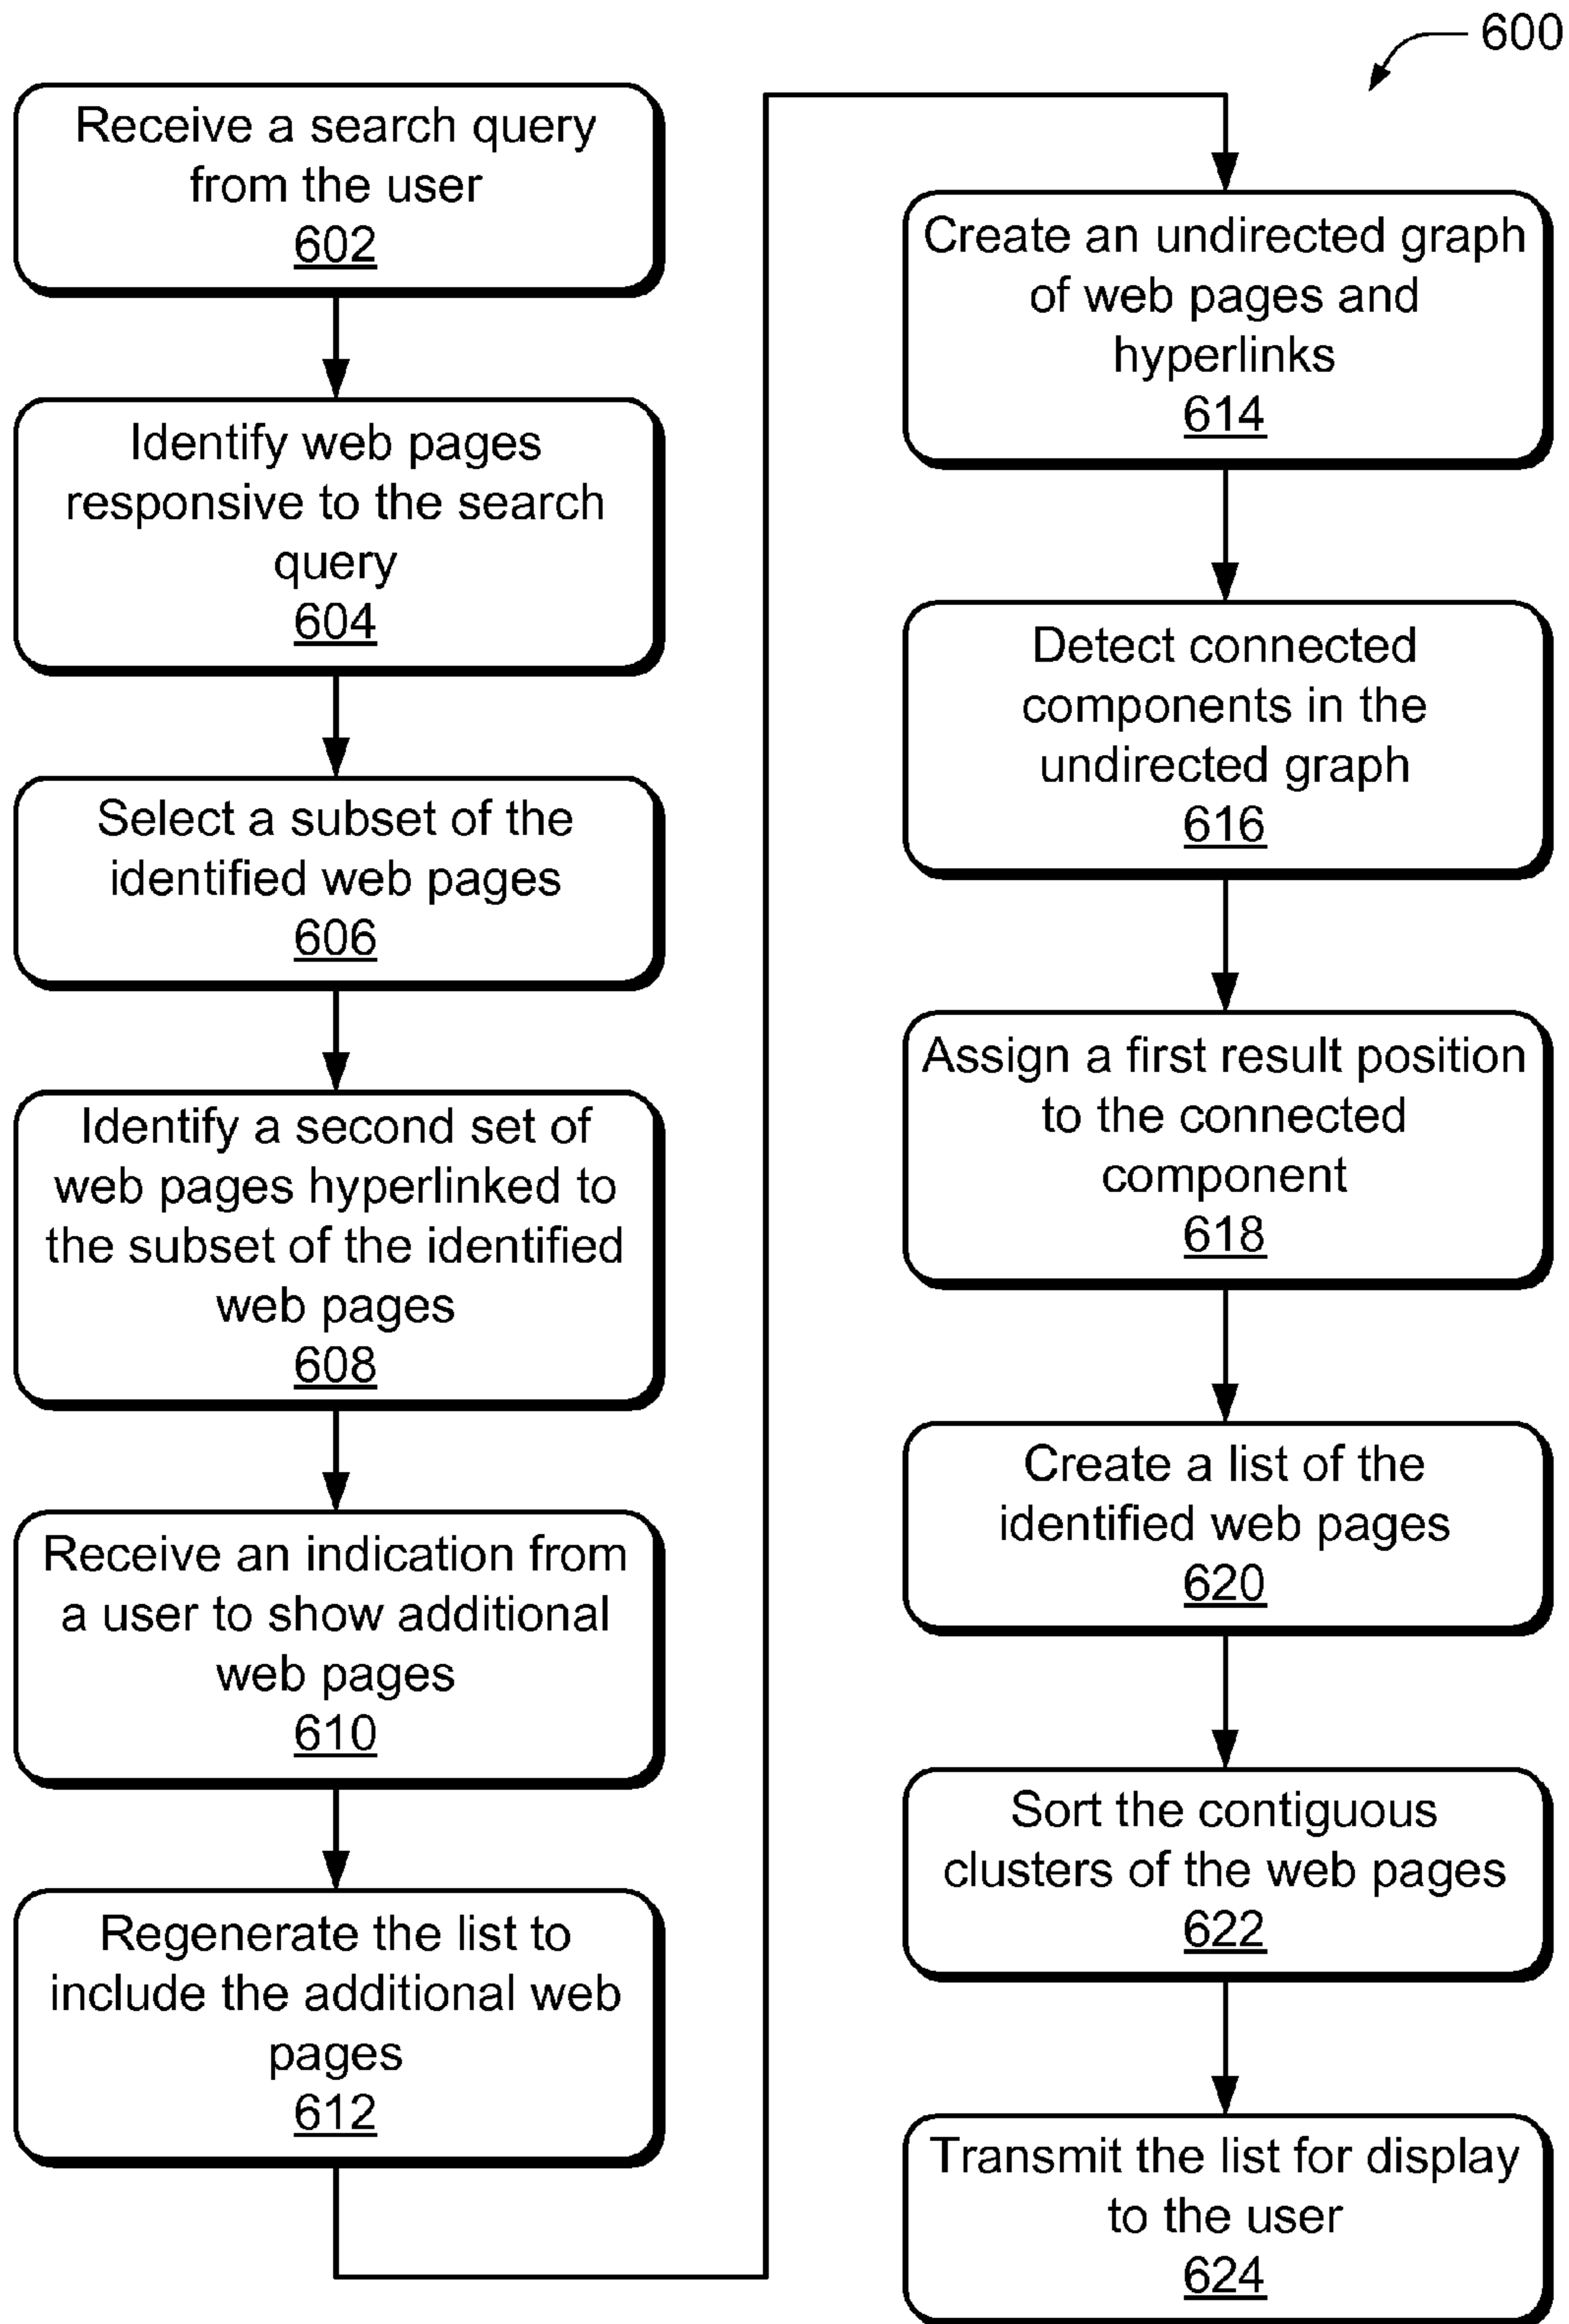 600
Receive a search query
from the user
602
Identify web pages
responsive to the search
query
604
Select a subset of the
identified web pages
606
Identify a second set of
web pages hyperlinked to
the subset of the identified
web pages
608
Receive an indication from
a user to show additional
web pages
610
Regenerate the list to
include the additional web
pages
612
Create an undirected graph
of web pages and
hyperlinks
614
Detect connected
components in the
undirected graph
616
Assign a first result position
to the connected
component
618
Create a list of the
identified web pages
620
Sort the contiguous
clusters of the web pages
622
Transmit the list for display
to the user
624